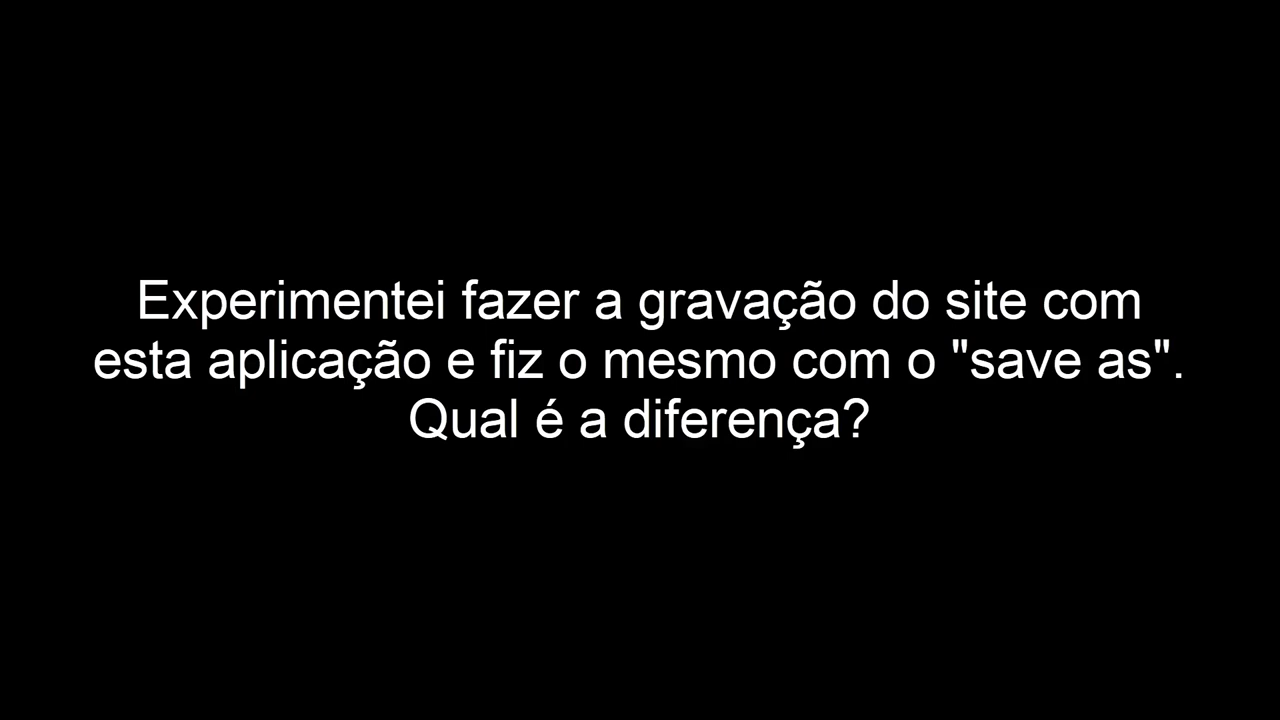 Experimentei fazer a gravação do site com
esta aplicação e fiz o mesmo com o "save as".
Qual é a diferença?